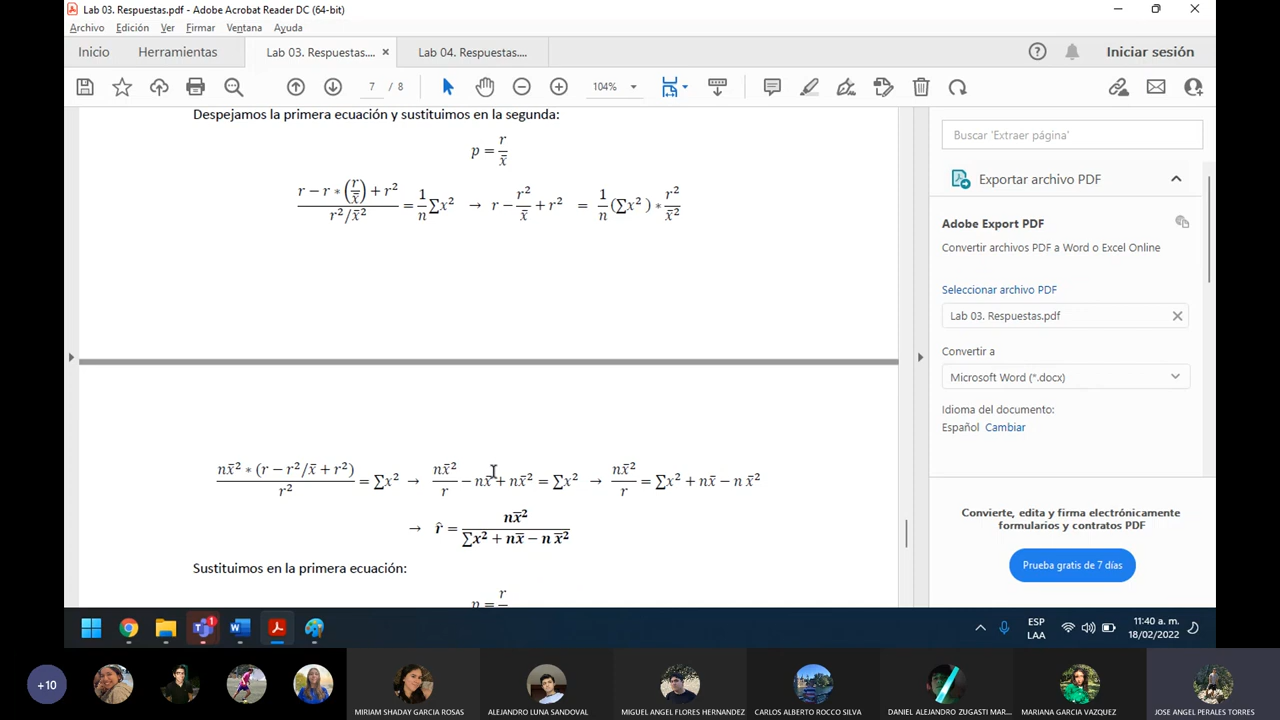 Lab 03. Respuestas.pdf - Adobe Acrobat Reader DC (64-bit)
Archivo Edición Ver Firmar Ventana Ayuda
Inicio Herramientas Lab 03. Respuestas.... × Lab 04. Respuestas.... Iniciar sesión
7 / 8 104%
Despejamos la primera ecuación y sustituimos en la segunda:
p = r/x̄
(r − r * (r/x̄) + r²)/(r²/x̄²) = 1/n ∑x² → r − r²/x̄ + r² = 1/n (∑x²) * r²/x̄²
nx̄² * (r − r²/x̄ + r²)/r² = ∑x² → nx̄²/r − nx̄ + nx̄² = ∑x² → nx̄²/r = ∑x² + nx̄ − n x̄²
→ r̂ = nx̄²/(∑x² + nx̄ − n x̄²)
Sustituimos en la primera ecuación:
p = r
Buscar 'Extraer página'
Exportar archivo PDF
Adobe Export PDF
Convertir archivos PDF a Word o Excel Online
Seleccionar archivo PDF
Lab 03. Respuestas.pdf ×
Convertir a
Microsoft Word (*.docx)
Idioma del documento:
Español Cambiar
Convierte, edita y firma electrónicamente
formularios y contratos PDF
Prueba gratis de 7 días
ESP
LAA
11:40 a. m.
18/02/2022
1
+10
MIRIAM SHADAY GARCIA ROSAS
ALEJANDRO LUNA SANDOVAL
MIGUEL ANGEL FLORES HERNANDEZ
CARLOS ALBERTO ROCCO SILVA
DANIEL ALEJANDRO ZUGASTI MAR...
MARIANA GARCIA VAZQUEZ
JOSE ANGEL PERALES TORRES